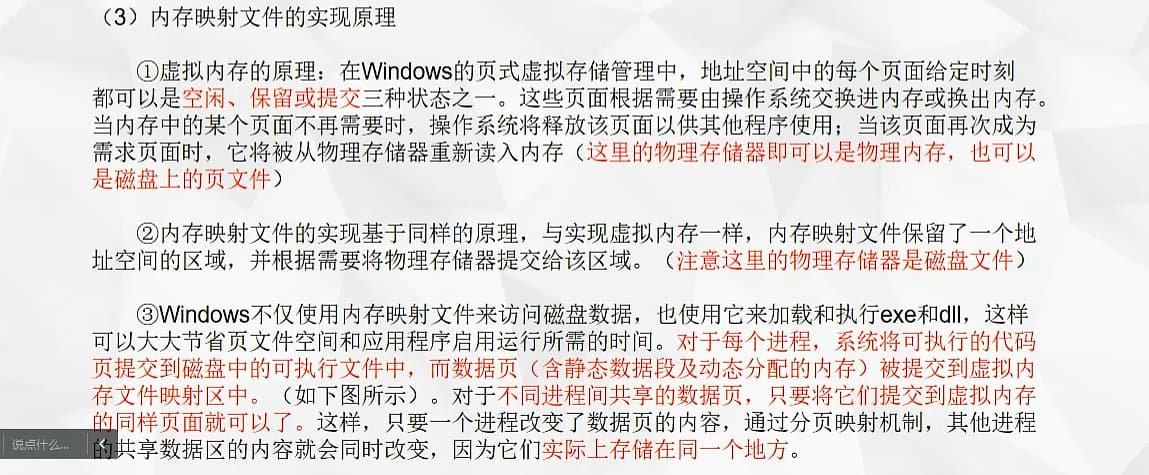 （3）内存映射文件的实现原理
①虚拟内存的原理：在Windows的页式虚拟存储管理中，地址空间中的每个页面给定时刻
都可以是空闲、保留或提交三种状态之一。这些页面根据需要由操作系统交换进内存或换出内存。
当内存中的某个页面不再需要时，操作系统将释放该页面以供其他程序使用；当该页面再次成为
需求页面时，它将被从物理存储器重新读入内存（这里的物理存储器即可以是物理内存，也可以
是磁盘上的页文件）
②内存映射文件的实现基于同样的原理，与实现虚拟内存一样，内存映射文件保留了一个地
址空间的区域，并根据需要将物理存储器提交给该区域。（注意这里的物理存储器是磁盘文件）
③Windows不仅使用内存映射文件来访问磁盘数据，也使用它来加载和执行exe和dll，这样
可以大大节省页文件空间和应用程序启用运行所需的时间。对于每个进程，系统将可执行的代码
页提交到磁盘中的可执行文件中，而数据页（含静态数据段及动态分配的内存）被提交到虚拟内
存文件映射区中。（如下图所示）。对于不同进程间共享的数据页，只要将它们提交到虚拟内存
的同样页面就可以了。这样，只要一个进程改变了数据页的内容，通过分页映射机制，其他进程
的共享数据区的内容就会同时改变，因为它们实际上存储在同一个地方。
说点什么...